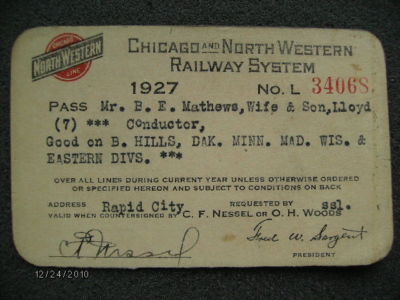 CHICAGO
NORTH WESTERN
LINE
CHICAGO AND NORTH WESTERN
RAILWAY SYSTEM
1927 No. L 34068
PASS Mr. B. E. Mathews, Wife & Son, Lloyd
(7) *** Conductor,
Good on B. HILLS, DAK. MINN. MAD. WIS. &
EASTERN DIVS. ***
OVER ALL LINES DURING CURRENT YEAR UNLESS OTHERWISE ORDERED
OR SPECIFIED HEREON AND SUBJECT TO CONDITIONS ON BACK
ADDRESS Rapid City REQUESTED BY ssl.
VALID WHEN COUNTERSIGNED BY C. F. NESSEL OR O. H. WOODS
C F Nessel
Fred W. Sargent
PRESIDENT
12/24/2010